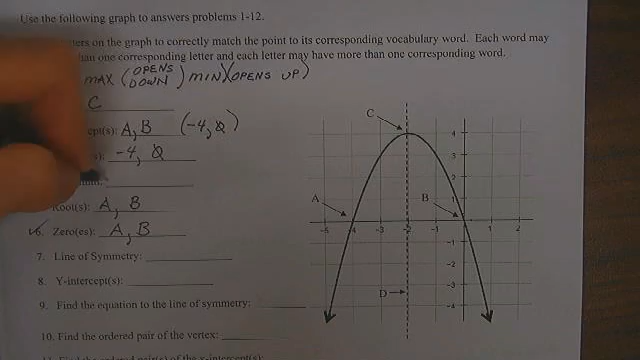 Use the following graph to answers problems 1-12.
on the graph to correctly match the point to its corresponding vocabulary word. Each word may
one corresponding letter and each letter may have more than one corresponding word.
MAX (OPENS DOWN) MIN (OPENS UP)
C
A, B (-4, 0)
-4, 0
Root(s): A, B
6. Zero(es): A, B
7. Line of Symmetry:
8. Y-intercept(s):
9. Find the equation to the line of symmetry:
10. Find the ordered pair of the vertex:
C
A
B
D
4
3
2
1
-5 -4 -3 -2 -1 1 2
-1
-2
-3
-4